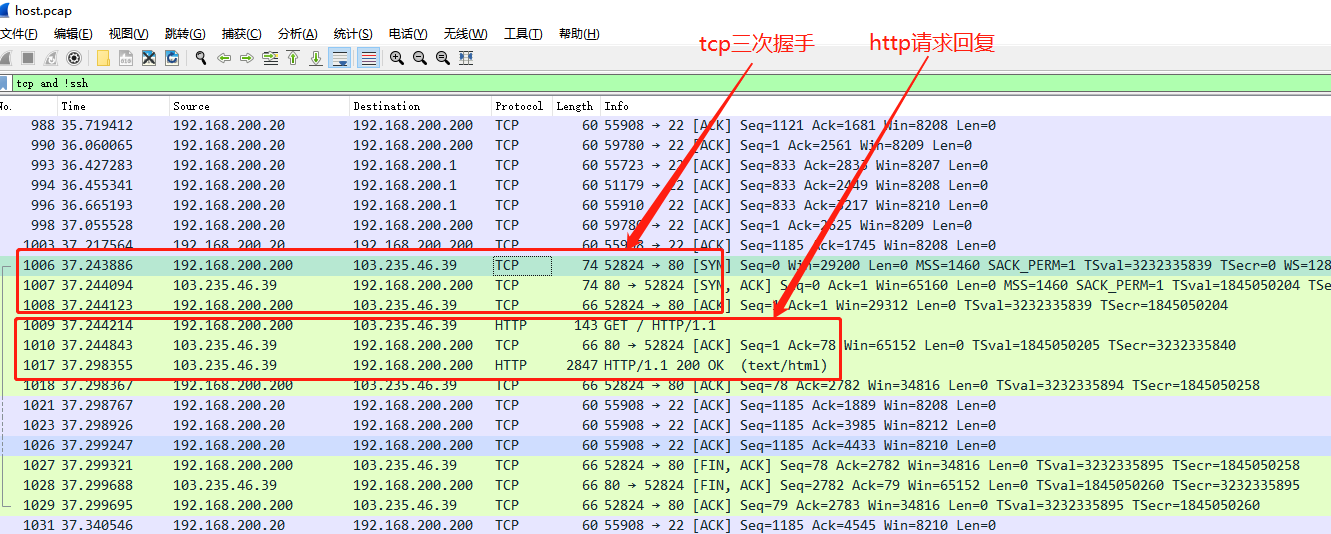 host.pcap
文件(F) 编辑(E) 视图(V) 跳转(G) 捕获(C) 分析(A) 统计(S) 电话(Y) 无线(W) 工具(T) 帮助(H)
tcp三次握手 http请求回复
tcp and !ssh
No. Time Source Destination Protocol Length Info
988 35.719412 192.168.200.20 192.168.200.200 TCP 60 55908 → 22 [ACK] Seq=1121 Ack=1681 Win=8208 Len=0
990 36.060065 192.168.200.20 192.168.200.200 TCP 60 59780 → 22 [ACK] Seq=1 Ack=2561 Win=8209 Len=0
993 36.427283 192.168.200.20 192.168.200.1 TCP 60 55723 → 22 [ACK] Seq=833 Ack=2833 Win=8207 Len=0
994 36.455341 192.168.200.20 192.168.200.1 TCP 60 51179 → 22 [ACK] Seq=833 Ack=2449 Win=8208 Len=0
996 36.665193 192.168.200.20 192.168.200.1 TCP 60 55910 → 22 [ACK] Seq=833 Ack=3217 Win=8210 Len=0
998 37.055528 192.168.200.20 192.168.200.200 TCP 60 59780 → 22 [ACK] Seq=1 Ack=2625 Win=8209 Len=0
1003 37.217564 192.168.200.20 192.168.200.200 TCP 60 55908 → 22 [ACK] Seq=1185 Ack=1745 Win=8208 Len=0
1006 37.243886 192.168.200.200 103.235.46.39 TCP 74 52824 → 80 [SYN] Seq=0 Win=29200 Len=0 MSS=1460 SACK_PERM=1 TSval=3232335839 TSecr=0 WS=128
1007 37.244094 103.235.46.39 192.168.200.200 TCP 74 80 → 52824 [SYN, ACK] Seq=0 Ack=1 Win=65160 Len=0 MSS=1460 SACK_PERM=1 TSval=1845050204 TSe
1008 37.244123 192.168.200.200 103.235.46.39 TCP 66 52824 → 80 [ACK] Seq=1 Ack=1 Win=29312 Len=0 TSval=3232335839 TSecr=1845050204
1009 37.244214 192.168.200.200 103.235.46.39 HTTP 143 GET / HTTP/1.1
1010 37.244843 103.235.46.39 192.168.200.200 TCP 66 80 → 52824 [ACK] Seq=1 Ack=78 Win=65152 Len=0 TSval=1845050205 TSecr=3232335840
1017 37.298355 103.235.46.39 192.168.200.200 HTTP 2847 HTTP/1.1 200 OK (text/html)
1018 37.298367 192.168.200.200 103.235.46.39 TCP 66 52824 → 80 [ACK] Seq=78 Ack=2782 Win=34816 Len=0 TSval=3232335894 TSecr=1845050258
1021 37.298767 192.168.200.20 192.168.200.200 TCP 60 55908 → 22 [ACK] Seq=1185 Ack=1889 Win=8208 Len=0
1023 37.298926 192.168.200.20 192.168.200.200 TCP 60 55908 → 22 [ACK] Seq=1185 Ack=3985 Win=8212 Len=0
1026 37.299247 192.168.200.20 192.168.200.200 TCP 60 55908 → 22 [ACK] Seq=1185 Ack=4433 Win=8210 Len=0
1027 37.299321 192.168.200.200 103.235.46.39 TCP 66 52824 → 80 [FIN, ACK] Seq=78 Ack=2782 Win=34816 Len=0 TSval=3232335895 TSecr=1845050258
1028 37.299688 103.235.46.39 192.168.200.200 TCP 66 80 → 52824 [FIN, ACK] Seq=2782 Ack=79 Win=65152 Len=0 TSval=1845050260 TSecr=3232335895
1029 37.299695 192.168.200.200 103.235.46.39 TCP 66 52824 → 80 [ACK] Seq=79 Ack=2783 Win=34816 Len=0 TSval=3232335895 TSecr=1845050260
1031 37.340546 192.168.200.20 192.168.200.200 TCP 60 55908 → 22 [ACK] Seq=1185 Ack=4545 Win=8210 Len=0